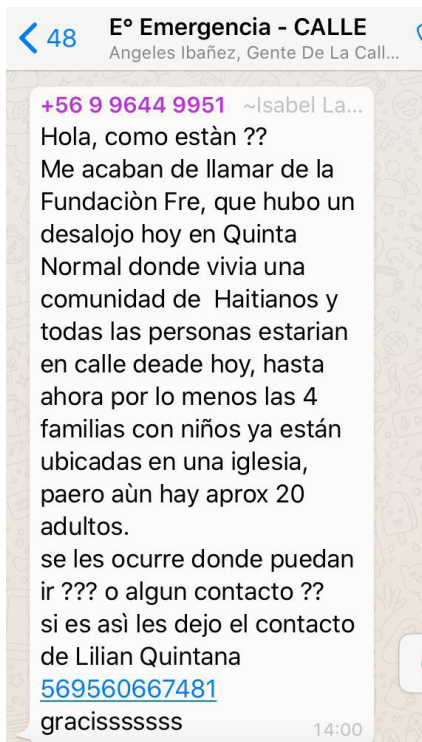 48
E° Emergencia - CALLE
Angeles Ibañez, Gente De La Call...
+56 9 9644 9951 ~Isabel La...
Hola, como estàn ??
Me acaban de llamar de la
Fundaciòn Fre, que hubo un
desalojo hoy en Quinta
Normal donde vivia una
comunidad de Haitianos y
todas las personas estarian
en calle deade hoy, hasta
ahora por lo menos las 4
familias con niños ya están
ubicadas en una iglesia,
paero aùn hay aprox 20
adultos.
se les ocurre donde puedan
ir ??? o algun contacto ??
si es asì les dejo el contacto
de Lilian Quintana
569560667481
gracisssssss
14:00